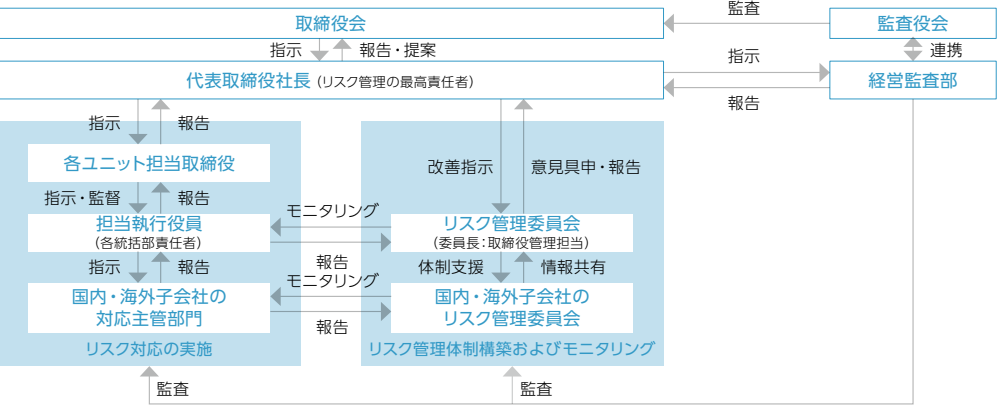 監査
取締役会
監査役会
指示
報告・提案
連携
指示
代表取締役社長 (リスク管理の最高責任者)
経営監査部
報告
指示
報告
各ユニット担当取締役
改善指示
意見具申・報告
指示・監督
報告
モニタリング
担当執行役員
(各統括部責任者)
リスク管理委員会
(委員長:取締役管理担当)
報告
指示
報告
体制支援
情報共有
モニタリング
国内・海外子会社の
対応主管部門
国内・海外子会社の
リスク管理委員会
報告
リスク対応の実施
リスク管理体制構築およびモニタリング
監査
監査